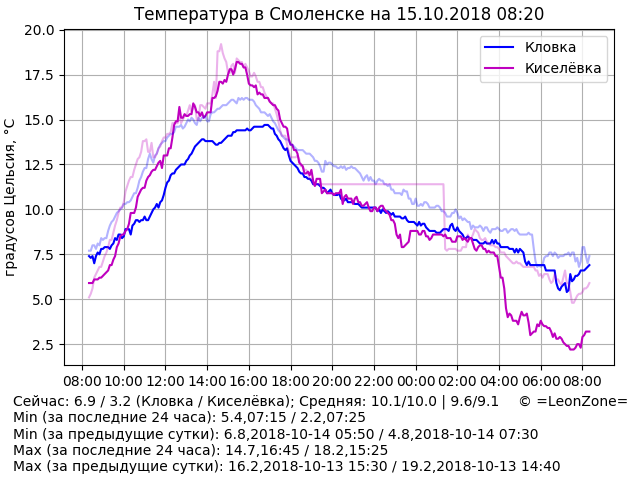 Температура в Смоленске на 15.10.2018 08:20
градусов Цельсия, °C
20.0
17.5
15.0
12.5
10.0
7.5
5.0
2.5
Кловка
Киселёвка
08:00 10:00 12:00 14:00 16:00 18:00 20:00 22:00 00:00 02:00 04:00 06:00 08:00
Сейчас: 6.9 / 3.2 (Кловка / Киселёвка); Средняя: 10.1/10.0 | 9.6/9.1 © =LeonZone=
Min (за последние 24 часа): 5.4,07:15 / 2.2,07:25
Min (за предыдущие сутки): 6.8,2018-10-14 05:50 / 4.8,2018-10-14 07:30
Max (за последние 24 часа): 14.7,16:45 / 18.2,15:25
Max (за предыдущие сутки): 16.2,2018-10-13 15:30 / 19.2,2018-10-13 14:40